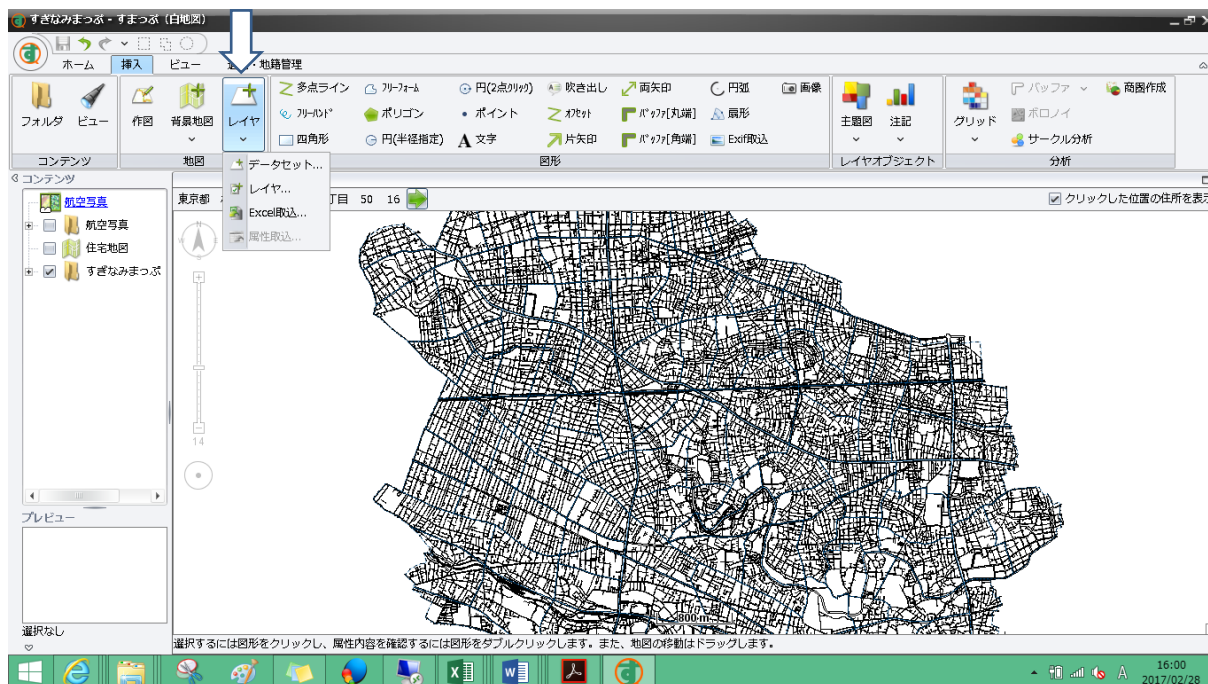 すぎなみまっぷ - すまっぷ (白地図)
ホーム 挿入 ビュー ・地籍管理
フォルダ ビュー 作図 背景地図 レイヤ
多点ライン フリーフォーム 円(2点クリック) 吹き出し 両矢印 円弧 画像
フリーハンド ポリゴン ポイント オフセット バッファ[丸端] 扇形
四角形 円(半径指定) A 文字 片矢印 バッファ[角端] Exif取込
主題図 注記 グリッド
バッファ 商圏作成
ボロノイ
サークル分析
コンテンツ 地図 図形 レイヤオブジェクト 分析
データセット...
レイヤ...
Excel取込...
属性取込...
コンテンツ
航空写真
航空写真
住宅地図
すぎなみまっぷ
東京都 丁目 50 16
クリックした位置の住所を表示
N
S
14
800 m
プレビュー
選択なし
選択するには図形をクリックし、属性内容を確認するには図形をダブルクリックします。また、地図の移動はドラッグします。
A
16:00
2017/02/28